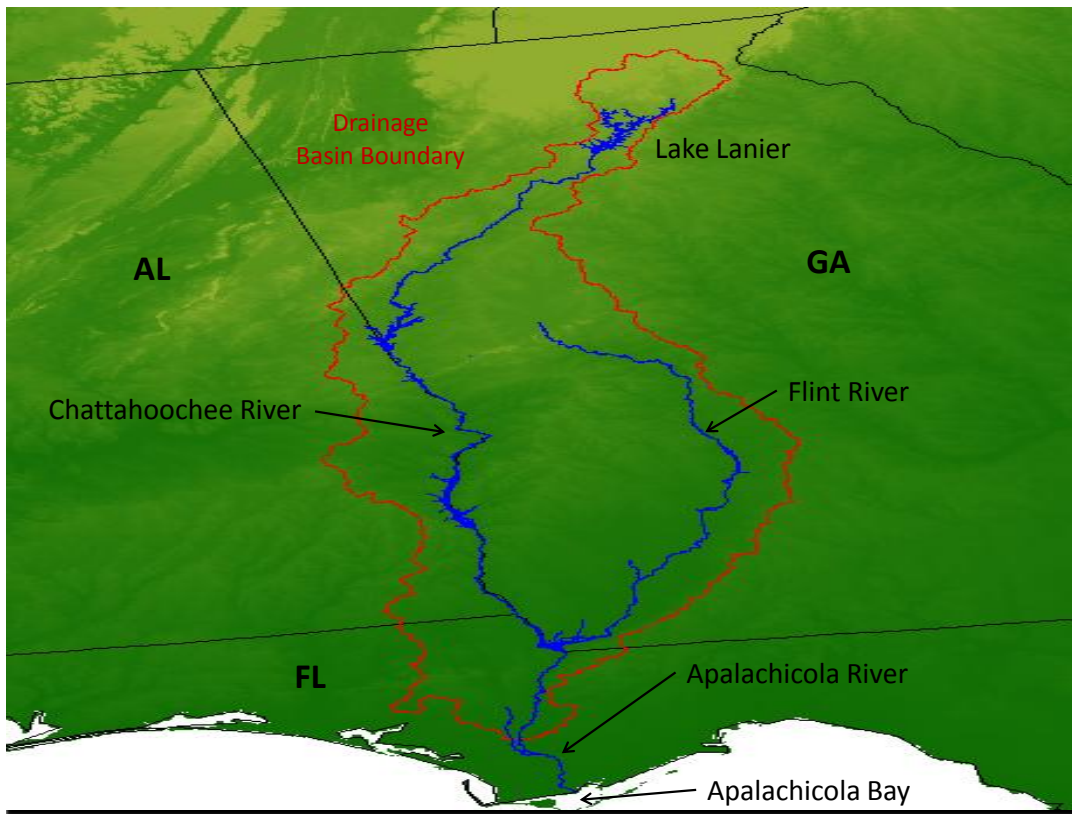 Drainage
Basin Boundary
Lake Lanier
AL
GA
Chattahoochee River
Flint River
FL
Apalachicola River
Apalachicola Bay